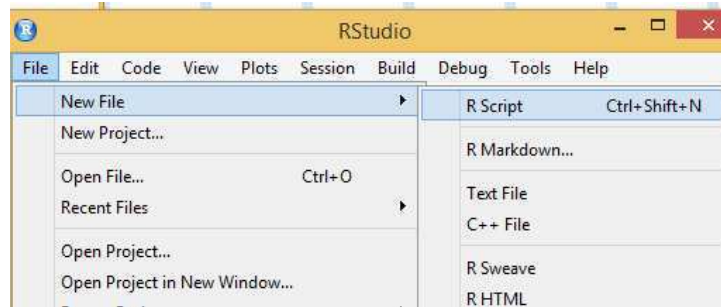 R
RStudio
File Edit Code View Plots Session Build Debug Tools Help
New File
New Project...
Open File... Ctrl+O
Recent Files
Open Project...
Open Project in New Window...
R Script Ctrl+Shift+N
R Markdown...
Text File
C++ File
R Sweave
R HTML